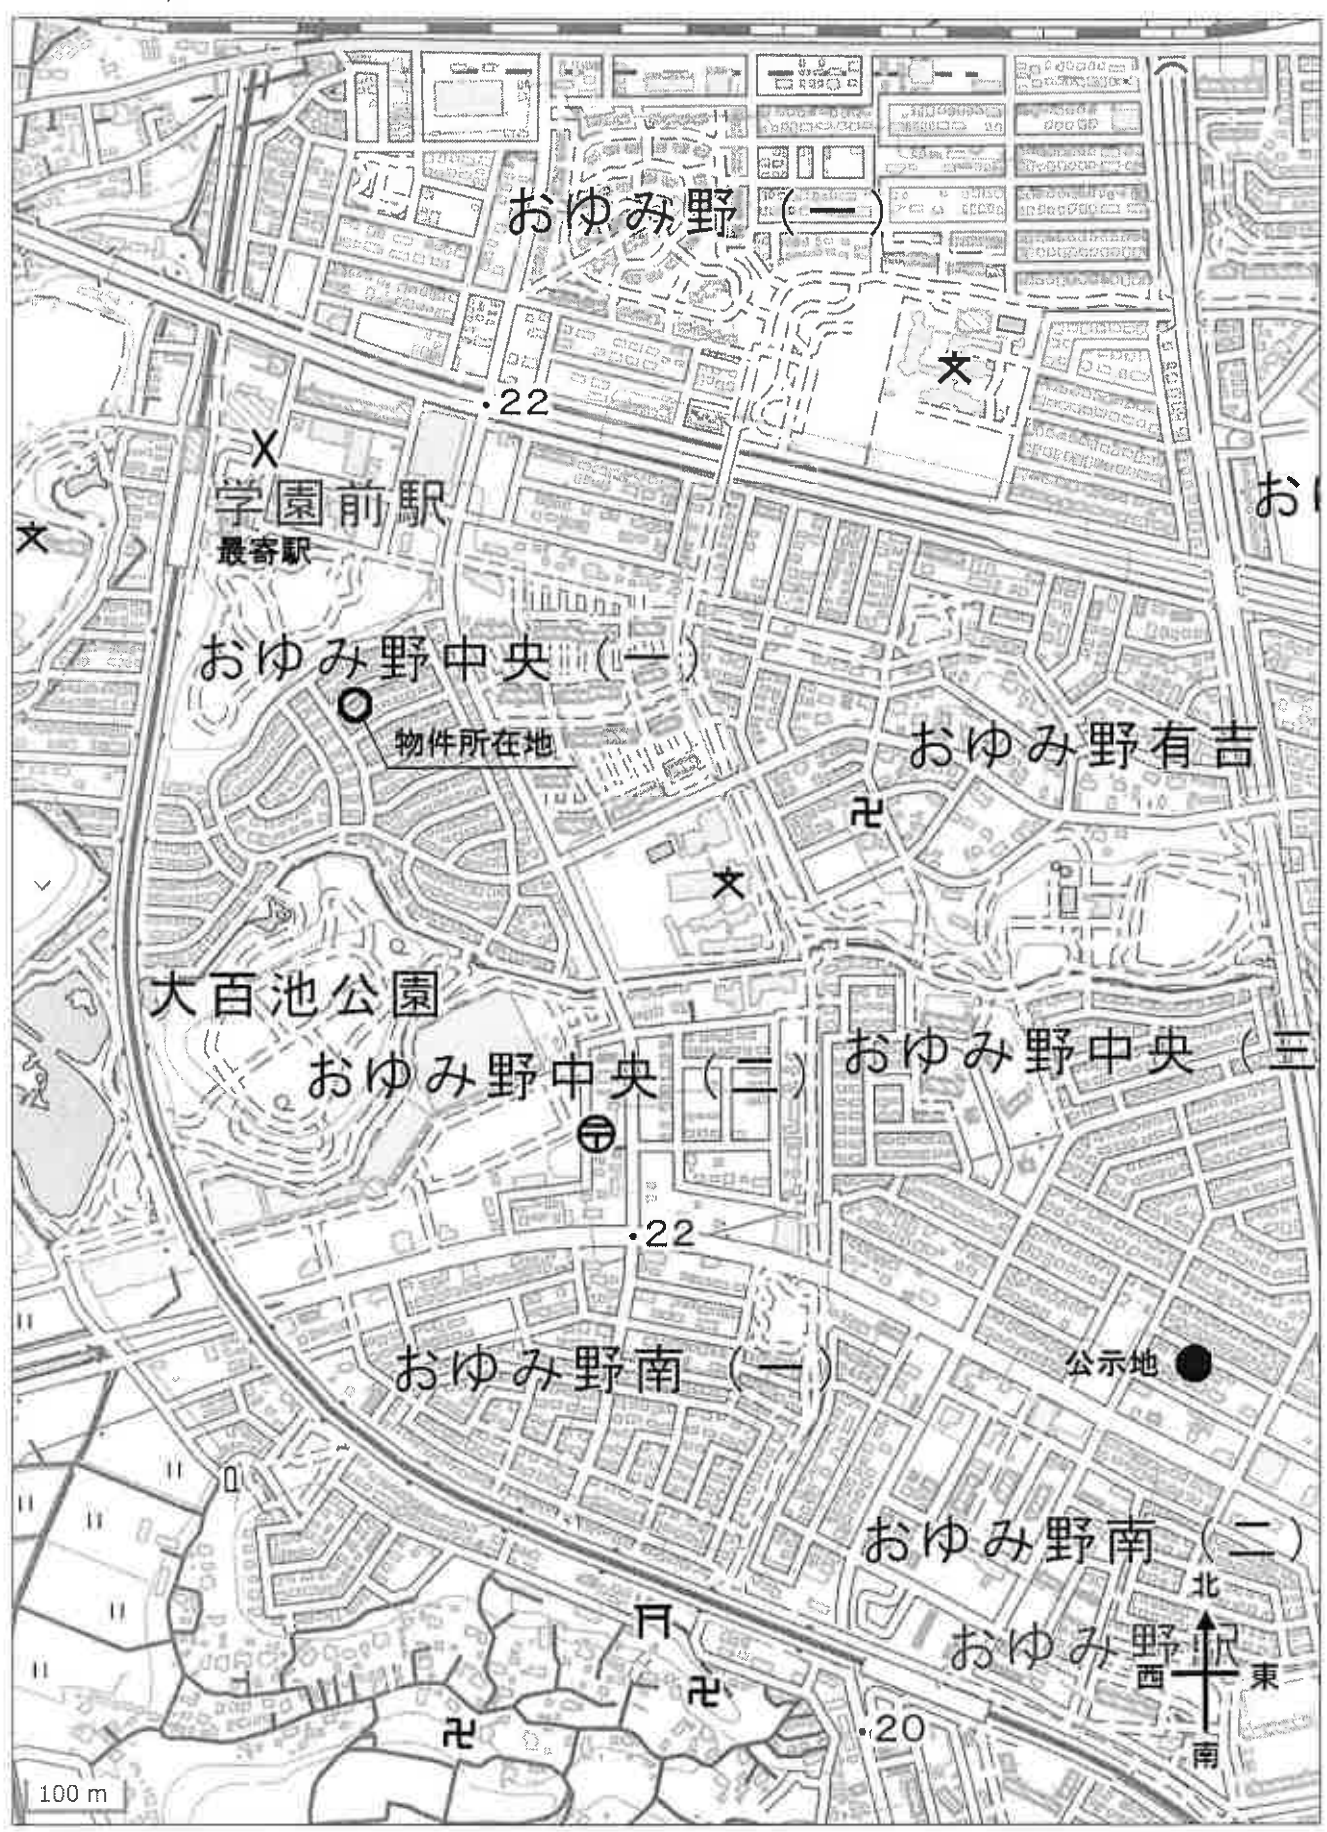 おゆみ野（一）
22
学園前駅
最寄駅
お
おゆみ野中央（一）
物件所在地
おゆみ野有吉
大百池公園
おゆみ野中央（二）
おゆみ野中央（三
22
おゆみ野南（一）
公示地
おゆみ野南（二）
北
おゆみ野駅
西
東
20
南
100 m